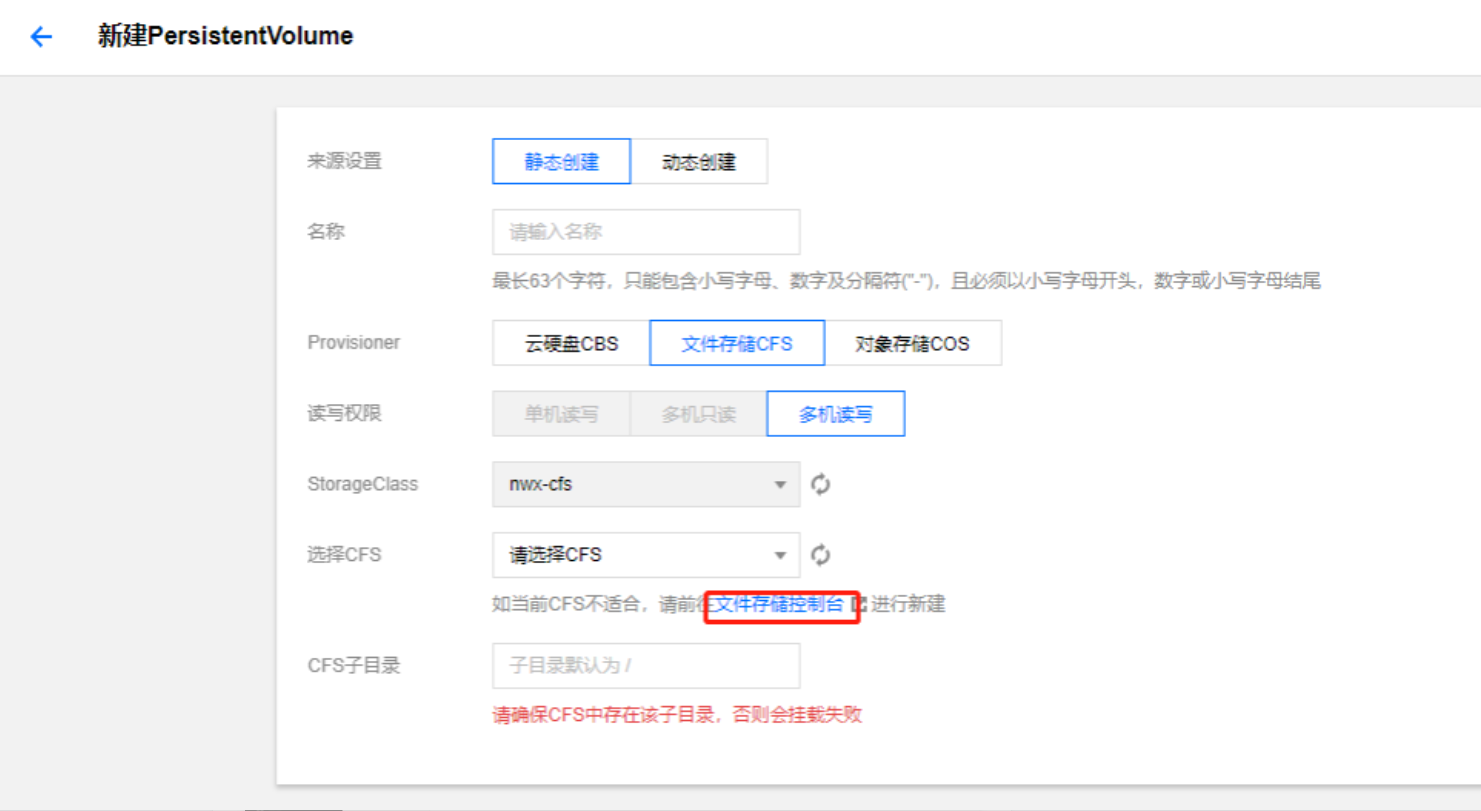 新建PersistentVolume
来源设置 静态创建 动态创建
名称 请输入名称
最长63个字符，只能包含小写字母、数字及分隔符("-")，且必须以小写字母开头，数字或小写字母结尾
Provisioner 云硬盘CBS 文件存储CFS 对象存储COS
读写权限 单机读写 多机只读 多机读写
StorageClass nwx-cfs
选择CFS 请选择CFS
如当前CFS不适合，请前往文件存储控制台 进行新建
CFS子目录 子目录默认为 /
请确保CFS中存在该子目录，否则会挂载失败